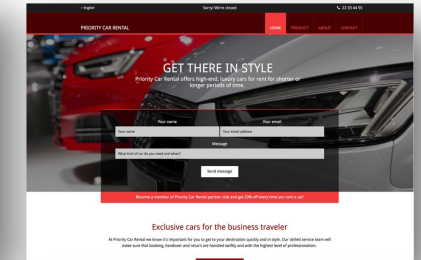 English
Sorry! We're closed
22 33 44 55
PRIORITY CAR RENTAL
HOME
PRODUCT
ABOUT
CONTACT
GET THERE IN STYLE
Priority Car Rental offers high-end, luxury cars for rent for shorter or
longer periods of time.
Your name
Your email
Your name
Your email address
Message
What kind of car do you need and when?
Send message
Become a member of Priority Car Rental partner club and get 10% off every time you rent a car!
Exclusive cars for the business traveler
At Priority Car Rental we know it's important for you to get to your destination quickly and in style. Our skilled service team will
make sure that booking, handover and return are handled swiftly and with the highest level of professionalism.